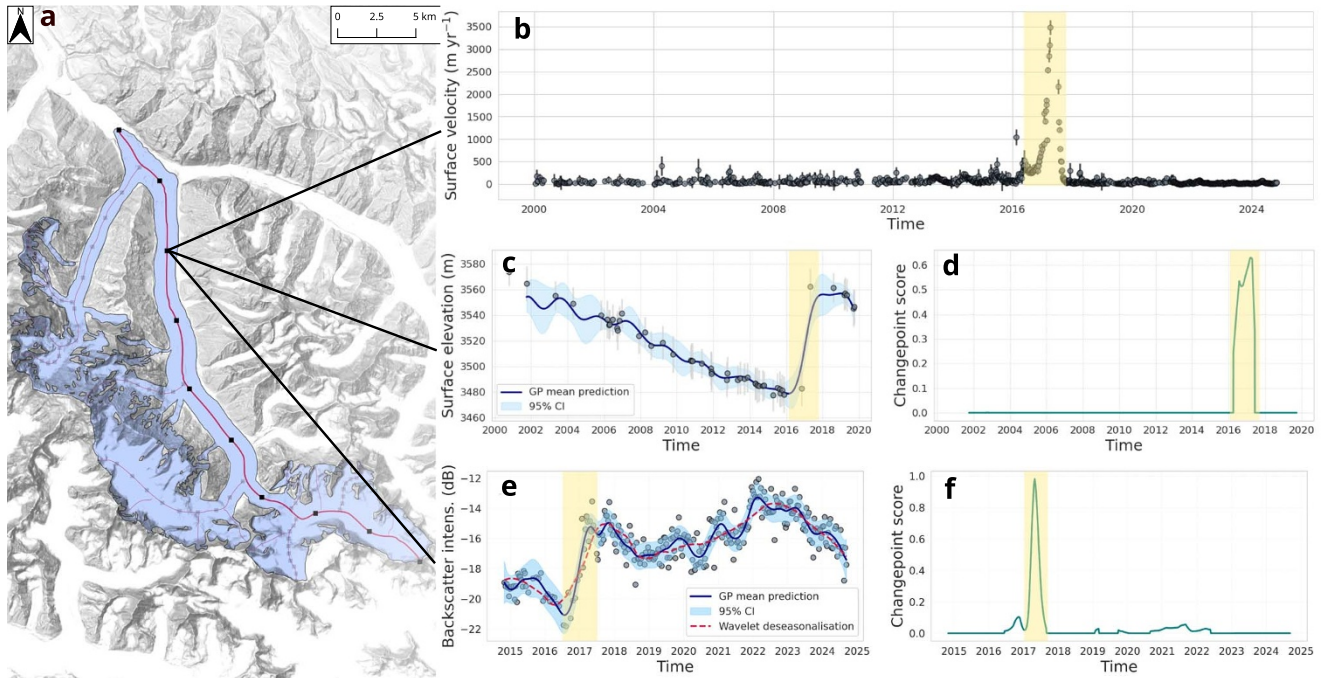 N
a
0 2.5 5 km
b
Surface velocity (m yr⁻¹)
3500
3000
2500
2000
1500
1000
500
0
2000 2004 2008 2012 2016 2020 2024
Time
c
Surface elevation (m)
3580
3560
3540
3520
3500
3480
3460
GP mean prediction
95% CI
2000 2002 2004 2006 2008 2010 2012 2014 2016 2018 2020
Time
d
Changepoint score
0.6
0.5
0.4
0.3
0.2
0.1
0.0
2000 2002 2004 2006 2008 2010 2012 2014 2016 2018 2020
Time
e
Backscatter intens. (dB)
−12
−14
−16
−18
−20
−22
GP mean prediction
95% CI
Wavelet deseasonalisation
2015 2016 2017 2018 2019 2020 2021 2022 2023 2024 2025
Time
f
Changepoint score
1.0
0.8
0.6
0.4
0.2
0.0
2015 2016 2017 2018 2019 2020 2021 2022 2023 2024 2025
Time